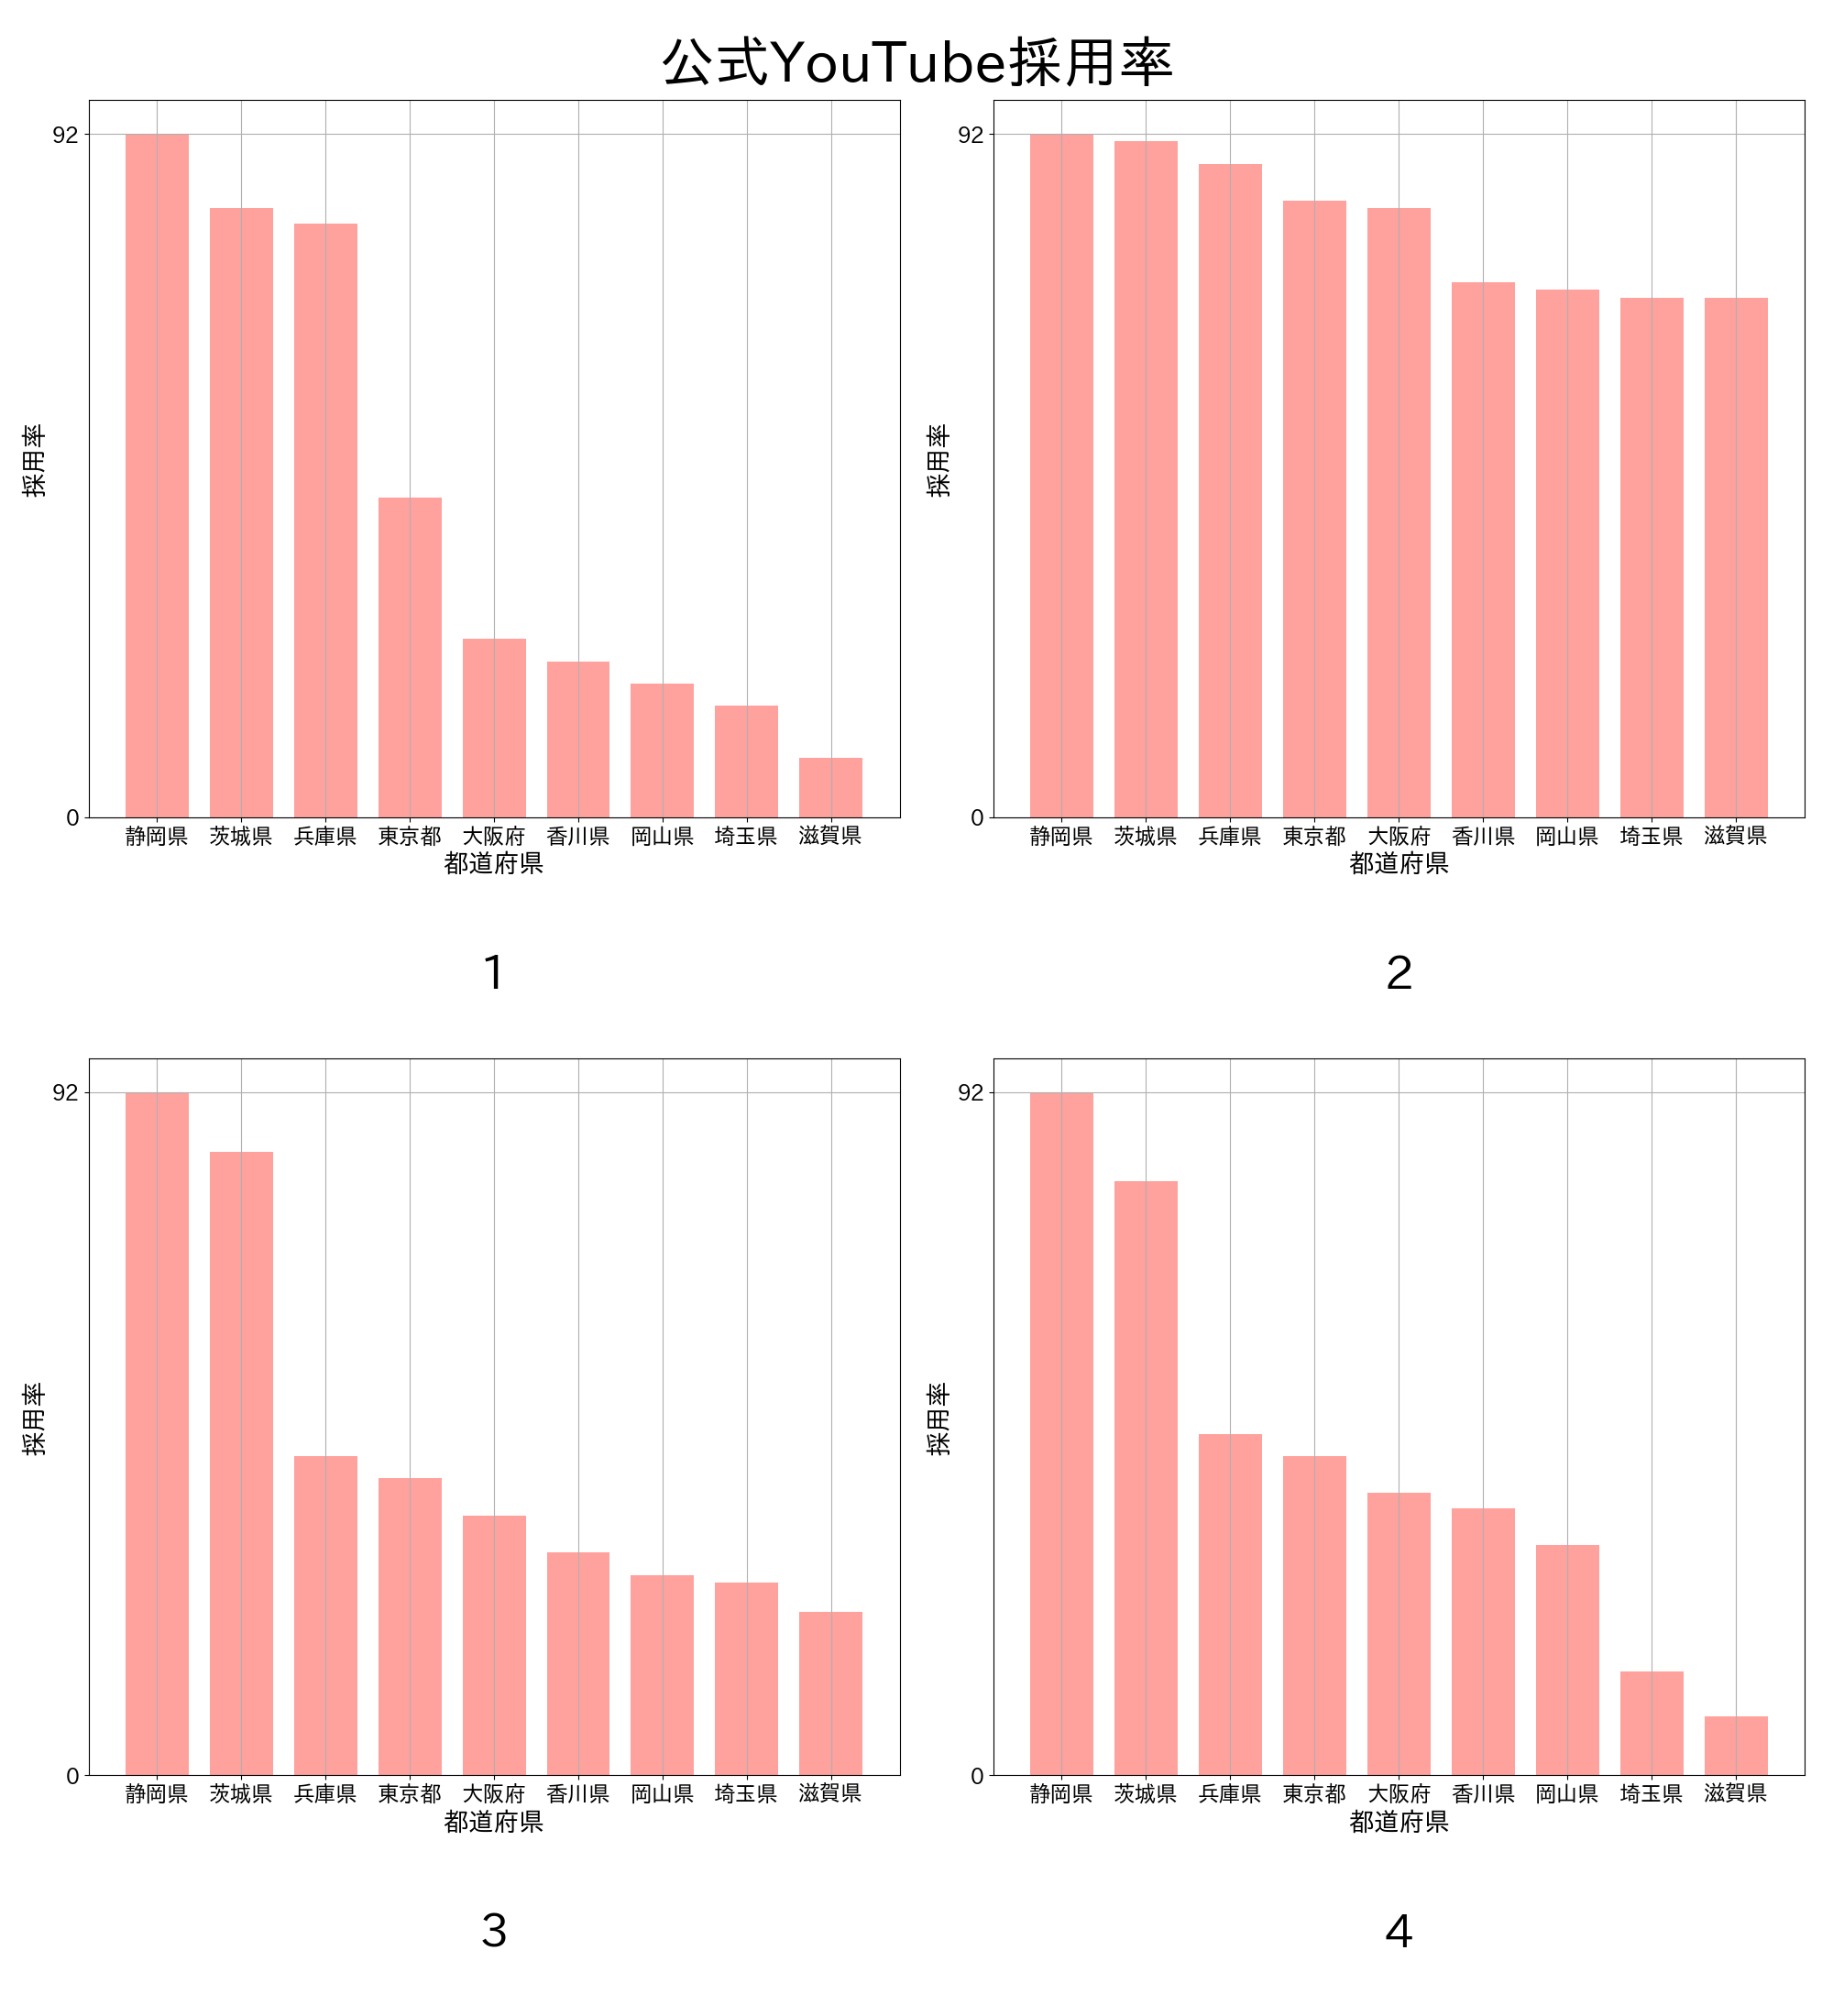 公式YouTube採用率
92
採用率
0
静岡県 茨城県 兵庫県 東京都 大阪府 香川県 岡山県 埼玉県 滋賀県
都道府県
1
92
採用率
0
静岡県 茨城県 兵庫県 東京都 大阪府 香川県 岡山県 埼玉県 滋賀県
都道府県
2
92
採用率
0
静岡県 茨城県 兵庫県 東京都 大阪府 香川県 岡山県 埼玉県 滋賀県
都道府県
3
92
採用率
0
静岡県 茨城県 兵庫県 東京都 大阪府 香川県 岡山県 埼玉県 滋賀県
都道府県
4